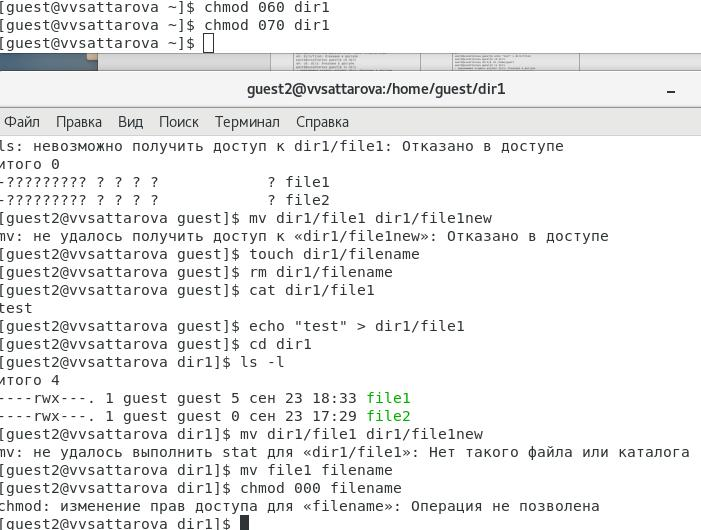 [guest@vvsattarova ~]$ chmod 060 dir1
[guest@vvsattarova ~]$ chmod 070 dir1
[guest@vvsattarova ~]$
guest2@vvsattarova:/home/guest/dir1
Файл Правка Вид Поиск Терминал Справка
ls: невозможно получить доступ к dir1/file1: Отказано в доступе
итого 0
-????????? ? ? ? ? ? file1
-????????? ? ? ? ? ? file2
[guest2@vvsattarova guest]$ mv dir1/file1 dir1/file1new
mv: не удалось получить доступ к «dir1/file1new»: Отказано в доступе
[guest2@vvsattarova guest]$ touch dir1/filename
[guest2@vvsattarova guest]$ rm dir1/filename
[guest2@vvsattarova guest]$ cat dir1/file1
test
[guest2@vvsattarova guest]$ echo "test" > dir1/file1
[guest2@vvsattarova guest]$ cd dir1
[guest2@vvsattarova dir1]$ ls -l
итого 4
----rwx---. 1 guest guest 5 сен 23 18:33 file1
----rwx---. 1 guest guest 0 сен 23 17:29 file2
[guest2@vvsattarova dir1]$ mv dir1/file1 dir1/file1new
mv: не удалось выполнить stat для «dir1/file1»: Нет такого файла или каталога
[guest2@vvsattarova dir1]$ mv file1 filename
[guest2@vvsattarova dir1]$ chmod 000 filename
chmod: изменение прав доступа для «filename»: Операция не позволена
[guest2@vvsattarova dir1]$